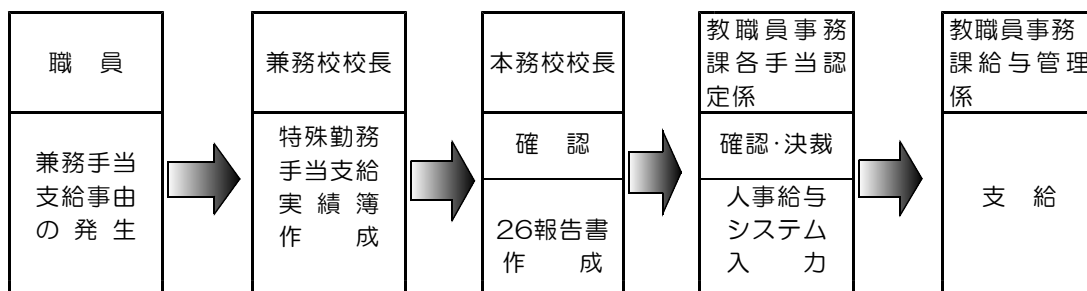 職員
兼務手当
支給事由
の発生
兼務校校長
特殊勤務
手当支給
実績簿
作成
本務校校長
確認
26報告書
作成
教職員事務
課各手当認
定係
確認・決裁
人事給与
システム
入力
教職員事務
課給与管理
係
支給